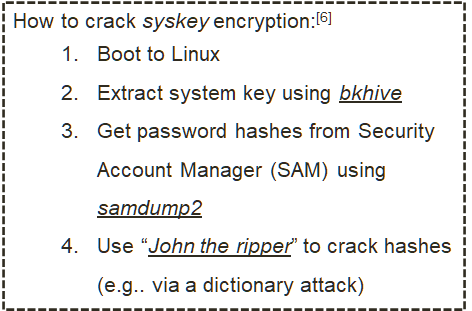 How to crack syskey encryption:[6]
1. Boot to Linux
2. Extract system key using bkhive
3. Get password hashes from Security
Account Manager (SAM) using
samdump2
4. Use “John the ripper” to crack hashes
(e.g.. via a dictionary attack)